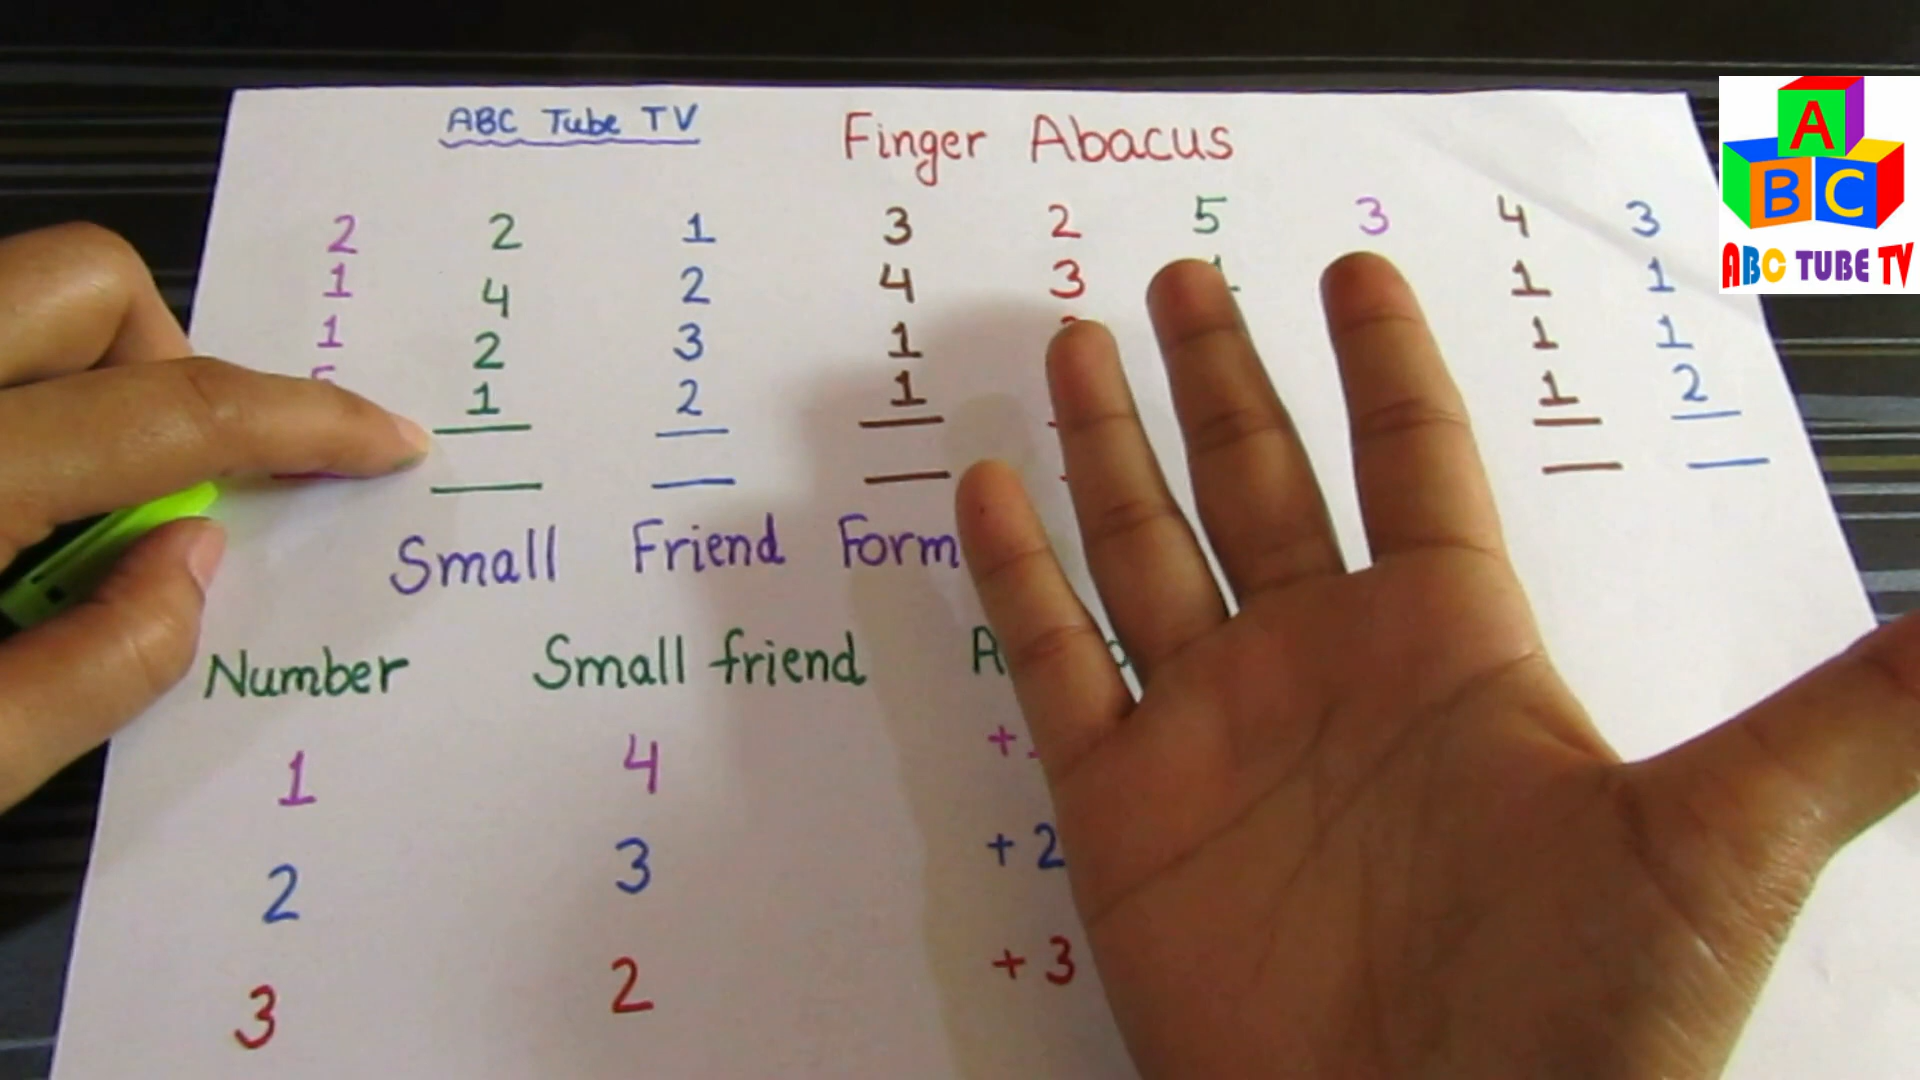 ABC Tube TV Finger Abacus
2 2 1 3 2 5 3 4 3
1 4 2 4 3 1 1
1 2 3 1 1 1
1 2 1 1 2
Small Friend Form
Number Small friend
1 4 +
2 3 + 2
3 2 + 3
A
B C
ABC TUBE TV